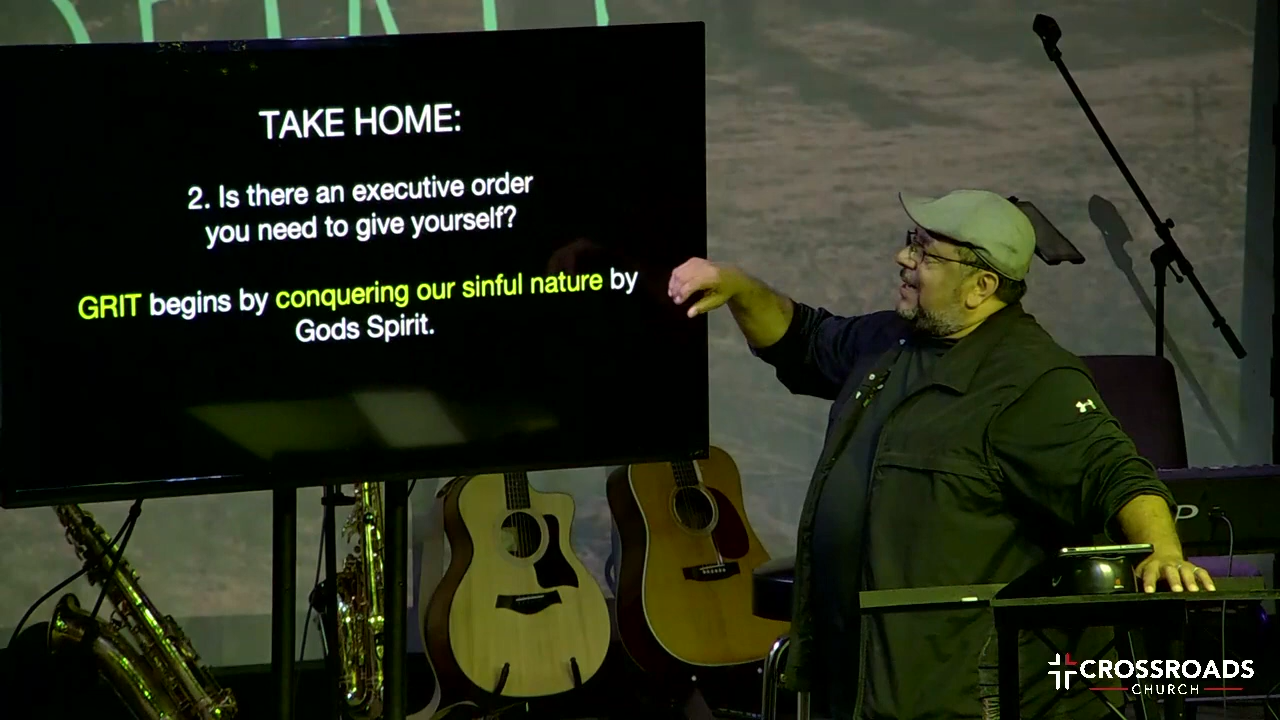 TAKE HOME:
2. Is there an executive order
you need to give yourself?
GRIT begins by conquering our sinful nature by
Gods Spirit.
CROSSROADS
CHURCH